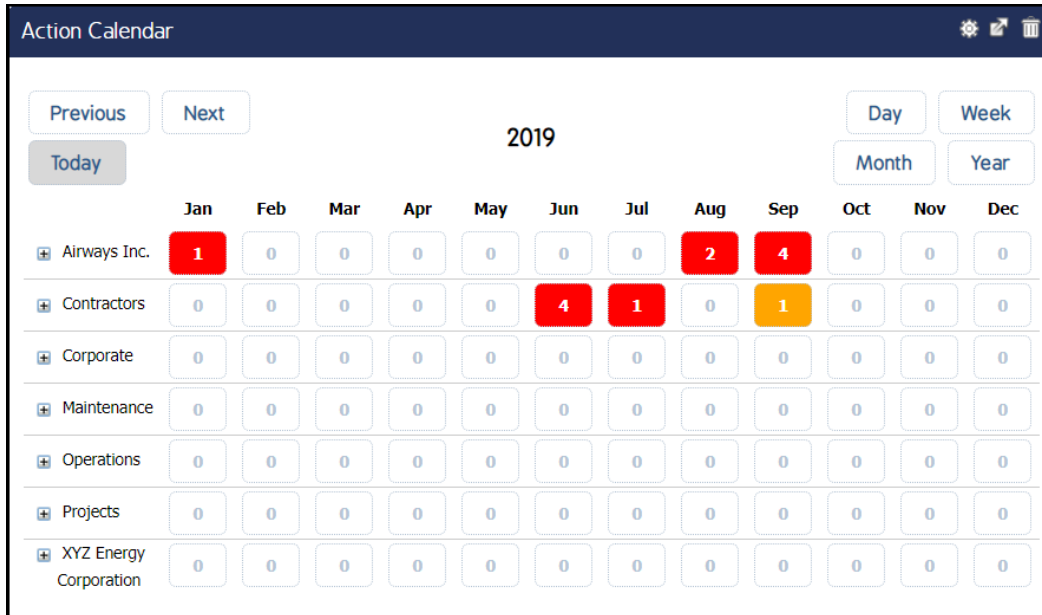 Action Calendar
Previous Next Day Week
2019
Today Month Year
Jan Feb Mar Apr May Jun Jul Aug Sep Oct Nov Dec
Airways Inc. 1 0 0 0 0 0 0 2 4 0 0 0
Contractors 0 0 0 0 0 4 1 0 1 0 0 0
Corporate 0 0 0 0 0 0 0 0 0 0 0 0
Maintenance 0 0 0 0 0 0 0 0 0 0 0 0
Operations 0 0 0 0 0 0 0 0 0 0 0 0
Projects 0 0 0 0 0 0 0 0 0 0 0 0
XYZ Energy
Corporation 0 0 0 0 0 0 0 0 0 0 0 0